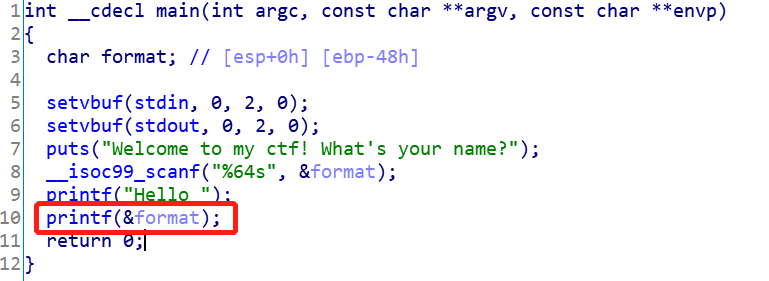 1 int __cdecl main(int argc, const char **argv, const char **envp)
2 {
3   char format; // [esp+0h] [ebp-48h]
4
5   setvbuf(stdin, 0, 2, 0);
6   setvbuf(stdout, 0, 2, 0);
7   puts("Welcome to my ctf! What's your name?");
8   __isoc99_scanf("%64s", &format);
9   printf("Hello ");
10   printf(&format);
11   return 0;
12 }